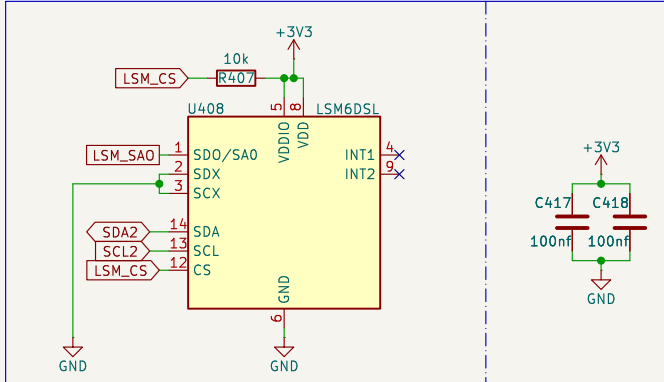 +3V3
10k
LSM_CS
R407
U408
LSM6DSL
5
8
VDDIO
VDD
LSM_SAO
1
SDO/SA0
INT1
4
2
SDX
INT2
9
3
SCX
SDA2
14
SDA
SCL2
13
SCL
LSM_CS
12
CS
GND
6
GND
GND
+3V3
C417
C418
100nf
100nf
GND